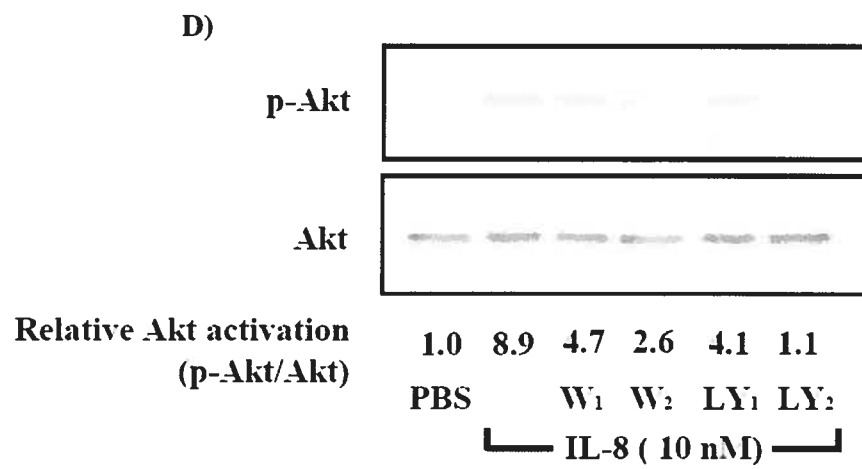 D)
p-Akt
Akt
Relative Akt activation
(p-Akt/Akt)
1.0 8.9 4.7 2.6 4.1 1.1
PBS W₁ W₂ LY₁ LY₂
IL-8 ( 10 nM)